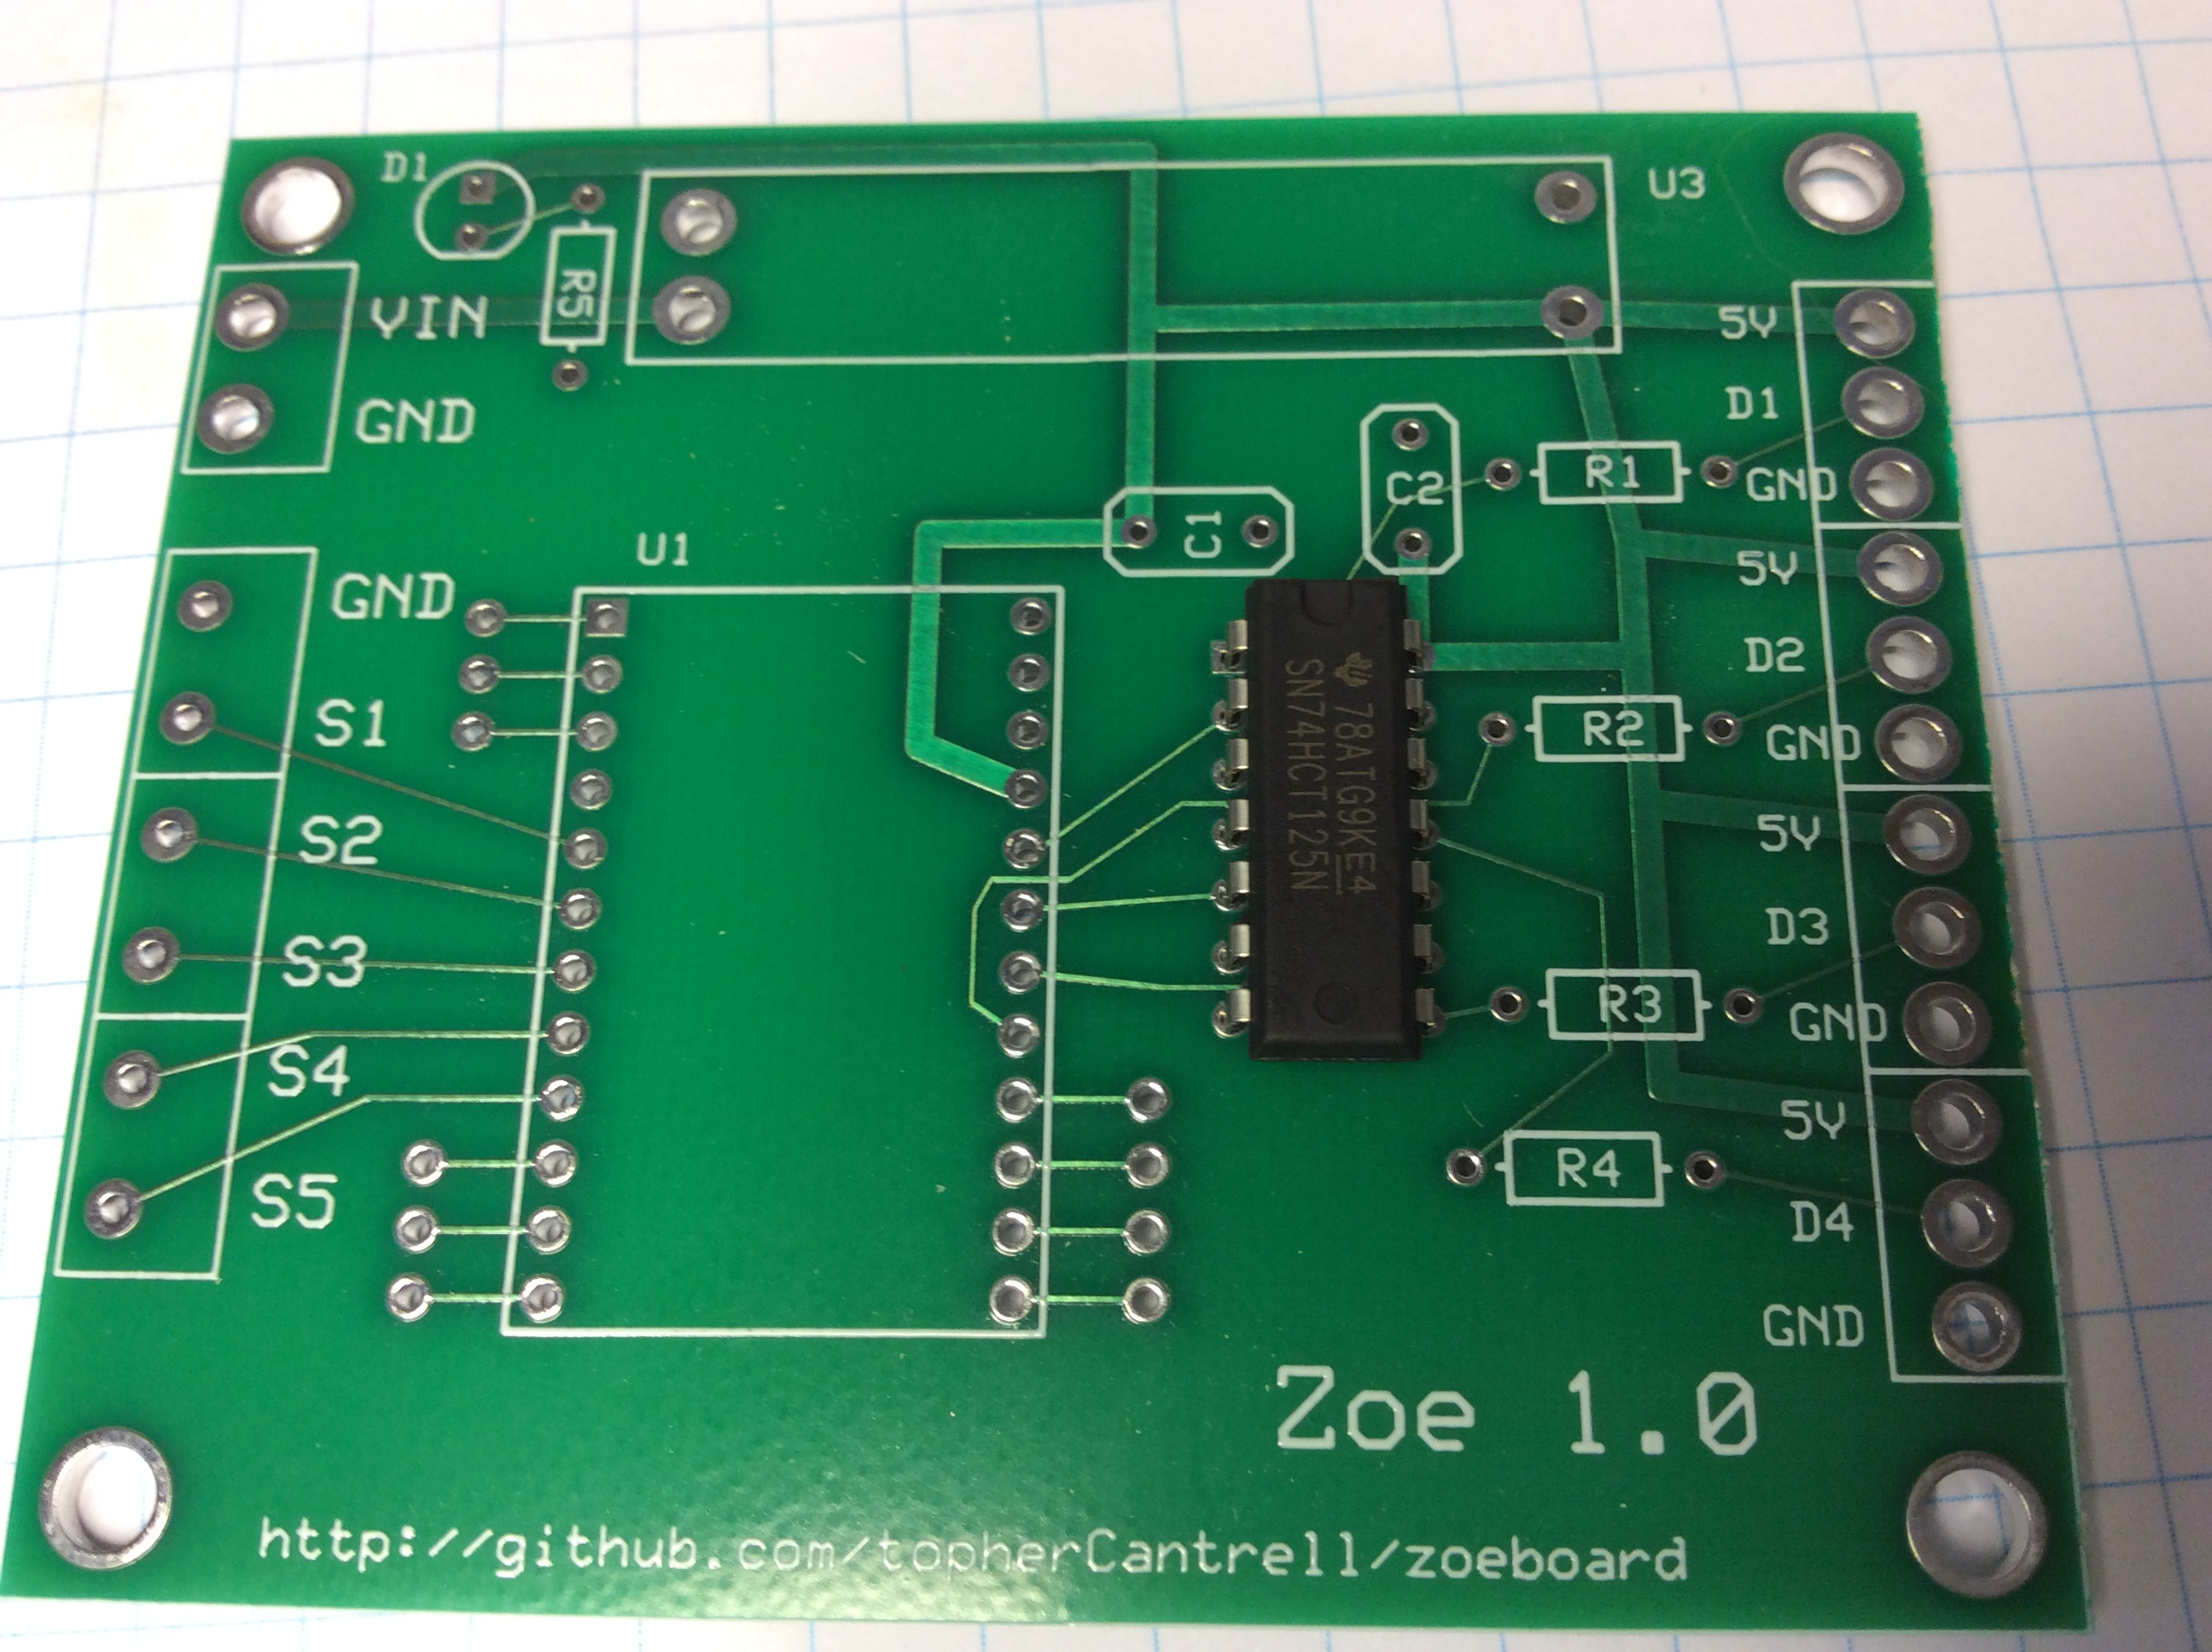 D1
U3
R5
VIN
5V
D1
GND
C2
R1
GND
C1
U1
5V
GND
D2
S1
R2
GND
78ATG9KE4
SN74HCT125N
S2
5V
D3
S3
R3
GND
S4
5V
R4
S5
D4
GND
Zoe 1.0
http://github.com/topherCantrell/zoeboard